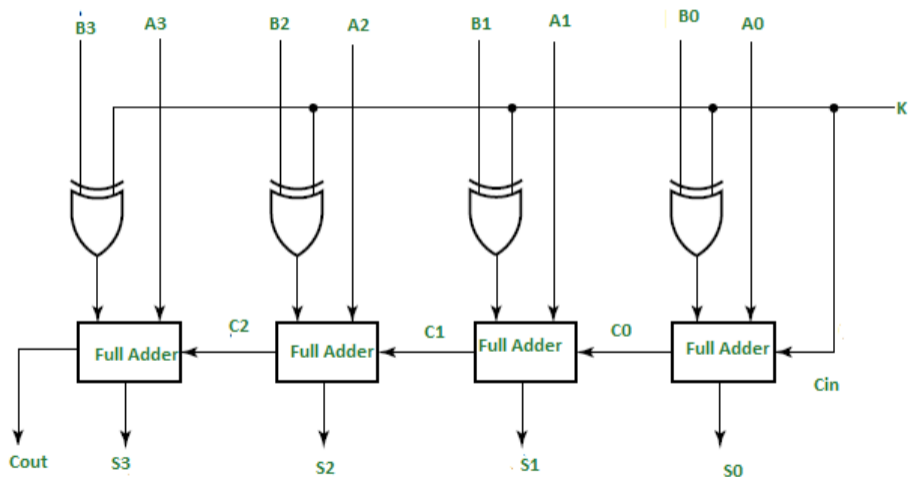 B3 A3 B2 A2 B1 A1 B0 A0
K
C2 C1 C0
Full Adder Full Adder Full Adder Full Adder
Cin
Cout S3 S2 S1 S0